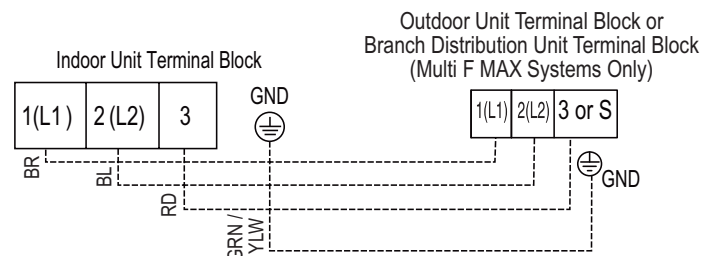 Outdoor Unit Terminal Block or
Branch Distribution Unit Terminal Block
(Multi F MAX Systems Only)
Indoor Unit Terminal Block
1(L1)
2 (L2)
3
GND
1(L1)
2(L2)
3 or S
GND
BR
BL
RD
GRN /
YLW